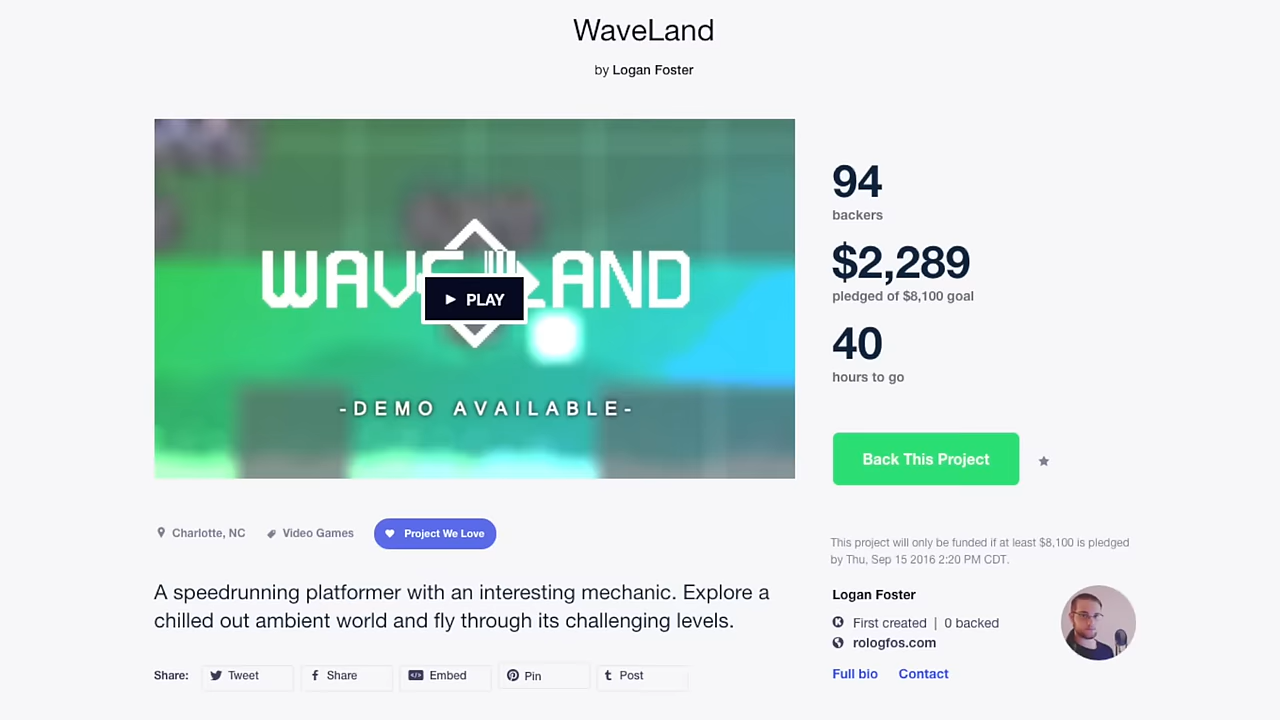 WaveLand
by Logan Foster
WAVELAND
PLAY
-DEMO AVAILABLE-
94
backers
$2,289
pledged of $8,100 goal
40
hours to go
Back This Project
Charlotte, NC Video Games Project We Love
This project will only be funded if at least $8,100 is pledged
by Thu, Sep 15 2016 2:20 PM CDT.
A speedrunning platformer with an interesting mechanic. Explore a
chilled out ambient world and fly through its challenging levels.
Logan Foster
First created | 0 backed
rologfos.com
Full bio Contact
Share: Tweet Share Embed Pin Post